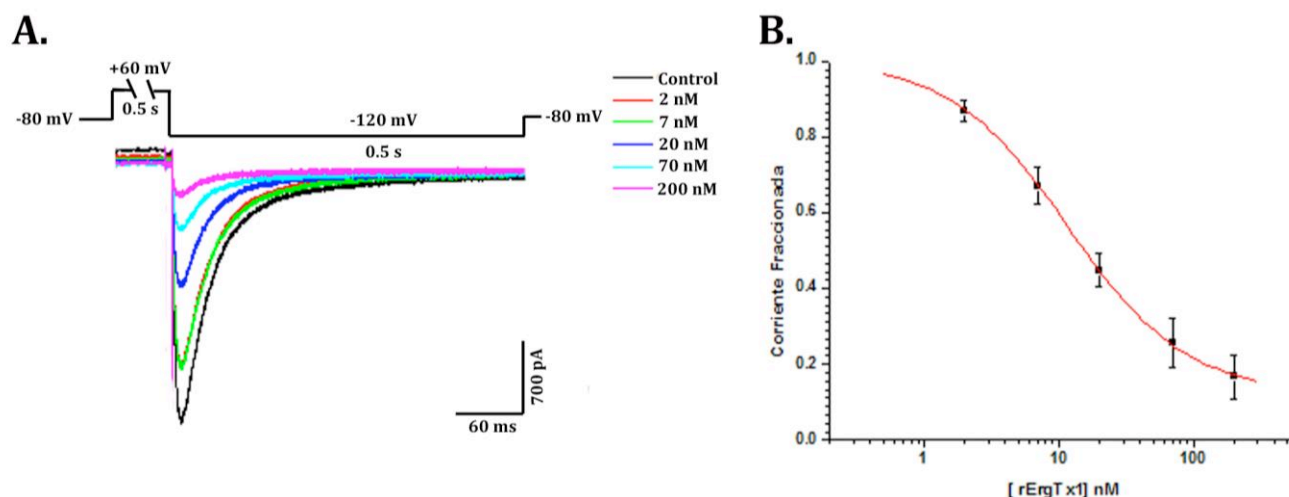 A.
+60 mV
0.5 s
-80 mV
-120 mV
-80 mV
0.5 s
Control
2 nM
7 nM
20 nM
70 nM
200 nM
700 pA
60 ms
B.
Corriente Fraccionada
1.0
0.8
0.6
0.4
0.2
0.0
1
10
100
[ rErgTx1] nM